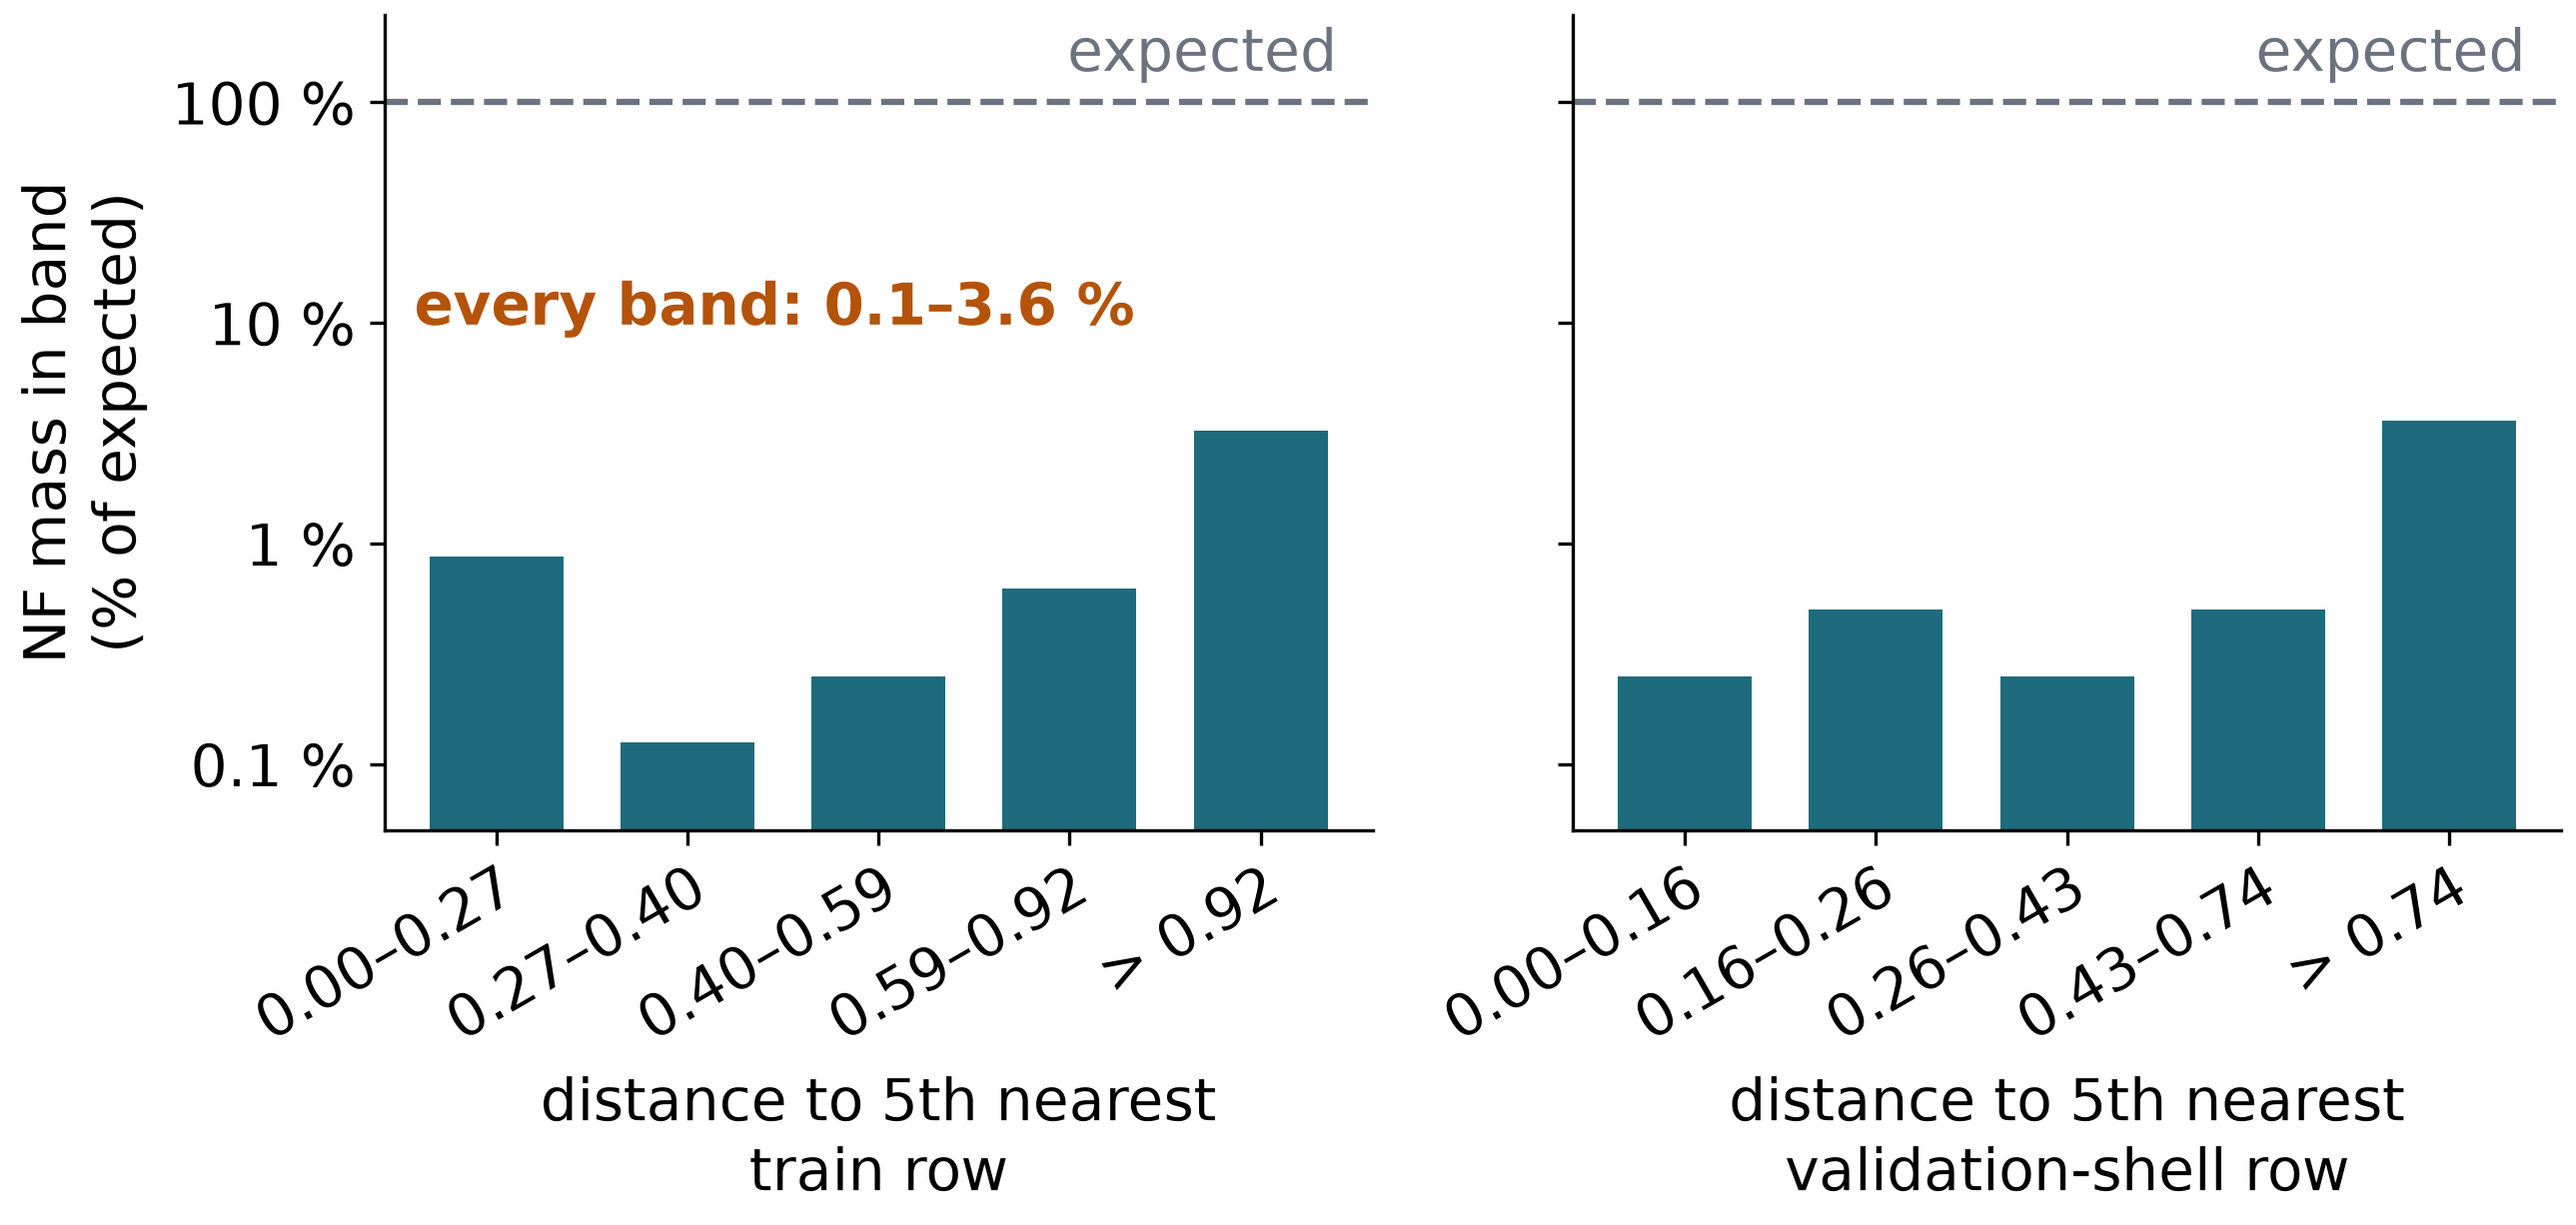 NF mass in band
(% of expected)
100 %
10 %
1 %
0.1 %
expected
every band: 0.1–3.6 %
0.00–0.27
0.27–0.40
0.40–0.59
0.59–0.92
> 0.92
distance to 5th nearest
train row
expected
0.00–0.16
0.16–0.26
0.26–0.43
0.43–0.74
> 0.74
distance to 5th nearest
validation-shell row